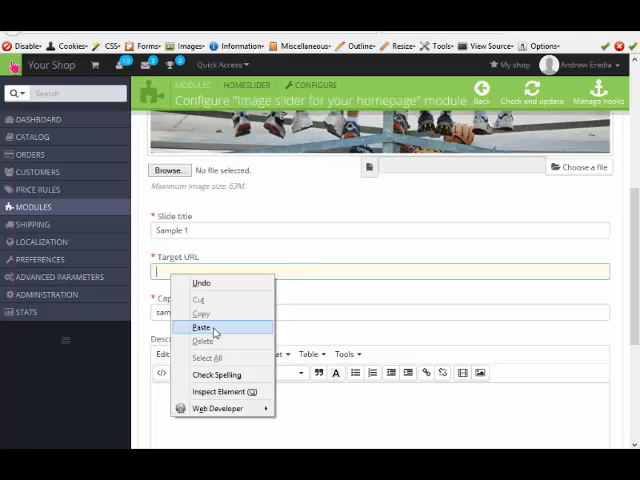 Disable▾ Cookies▾ CSS▾ Forms▾ Images▾ Information▾ Miscellaneous▾ Outline▾ Resize▾ Tools▾ View Source▾ Options▾
Your Shop Quick Access▾ My shop Andrew Eredia▾
MODULES HOMESLIDER CONFIGURE
Configure "Image slider for your homepage" module
Back Check and update Manage hooks
Search
DASHBOARD
CATALOG
ORDERS
CUSTOMERS
PRICE RULES
MODULES
SHIPPING
LOCALIZATION
PREFERENCES
ADVANCED PARAMETERS
ADMINISTRATION
STATS
Browse... No file selected. Choose a file
Maximum image size: 63M.
* Slide title
Sample 1
* Target URL
Undo
Cut
Copy
Paste
Delete
Select All
Check Spelling
Inspect Element (Q)
Web Developer
Table▾ Tools▾